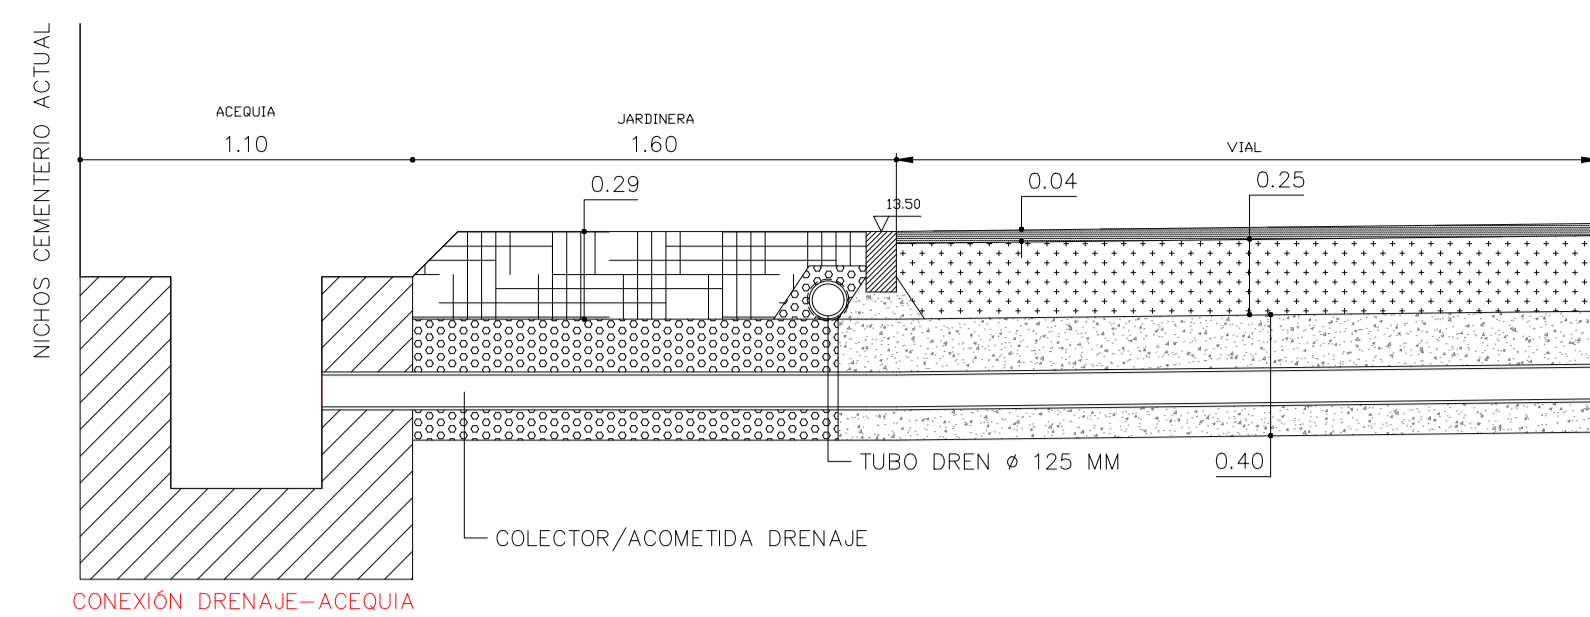 NICHOS CEMENTERIO ACTUAL
ACEQUIA
1.10
JARDINERA
1.60
VIAL
0.29
13.50
0.04
0.25
TUBO DREN ø 125 MM
0.40
COLECTOR/ACOMETIDA DRENAJE
CONEXIÓN DRENAJE-ACEQUIA